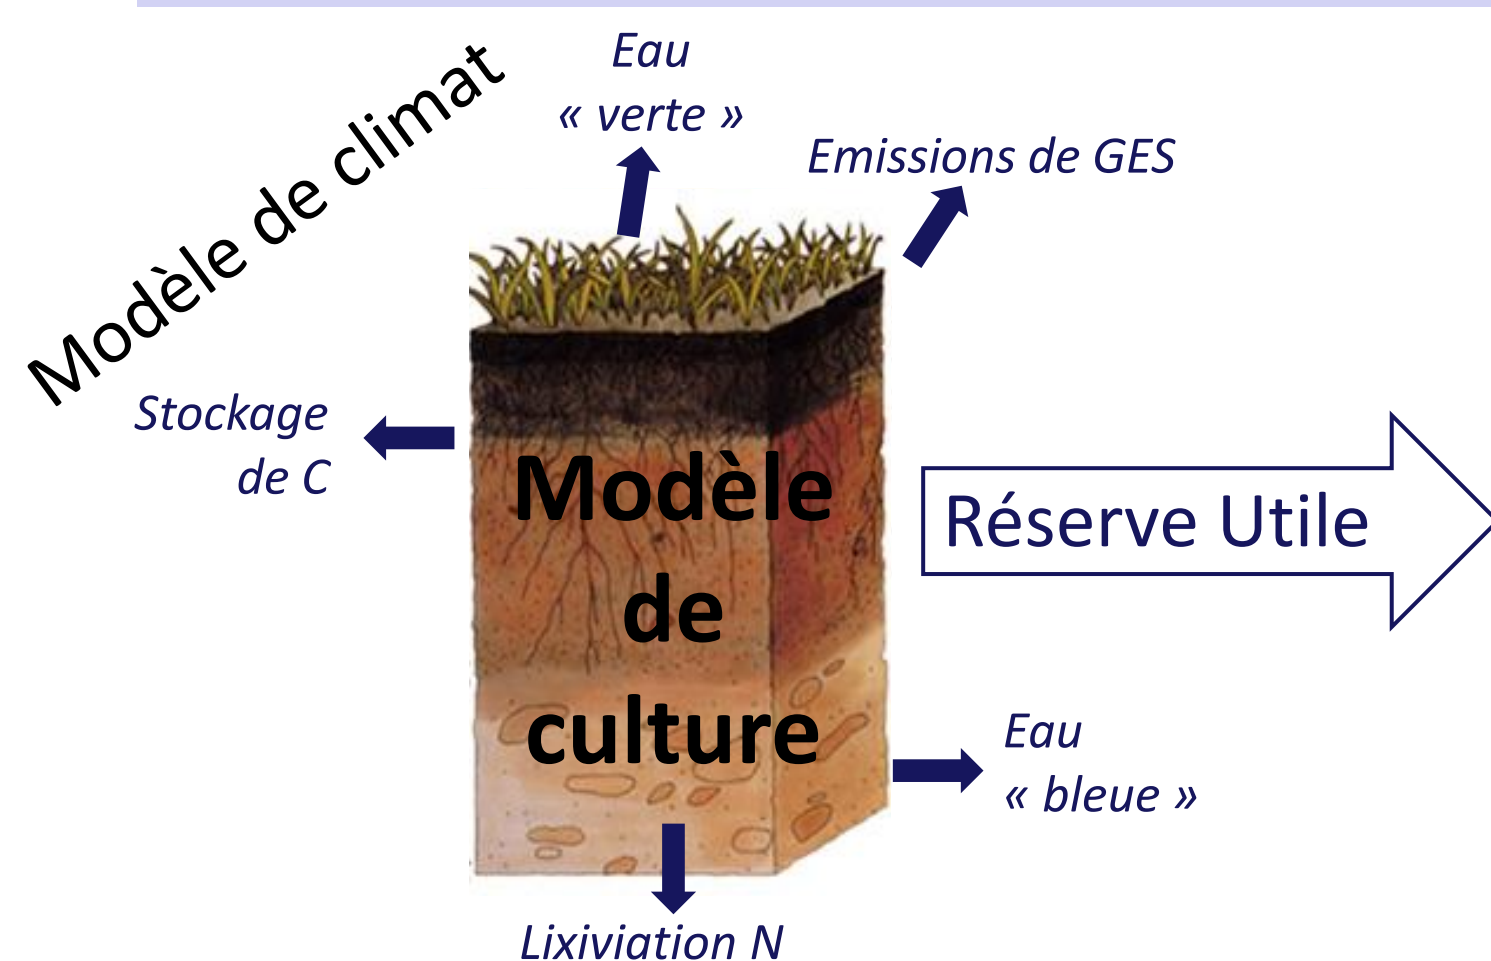 Modèle de climat
Eau
« verte »
Emissions de GES
Stockage
de C
Modèle
de
culture
Réserve Utile
Eau
« bleue »
Lixiviation N